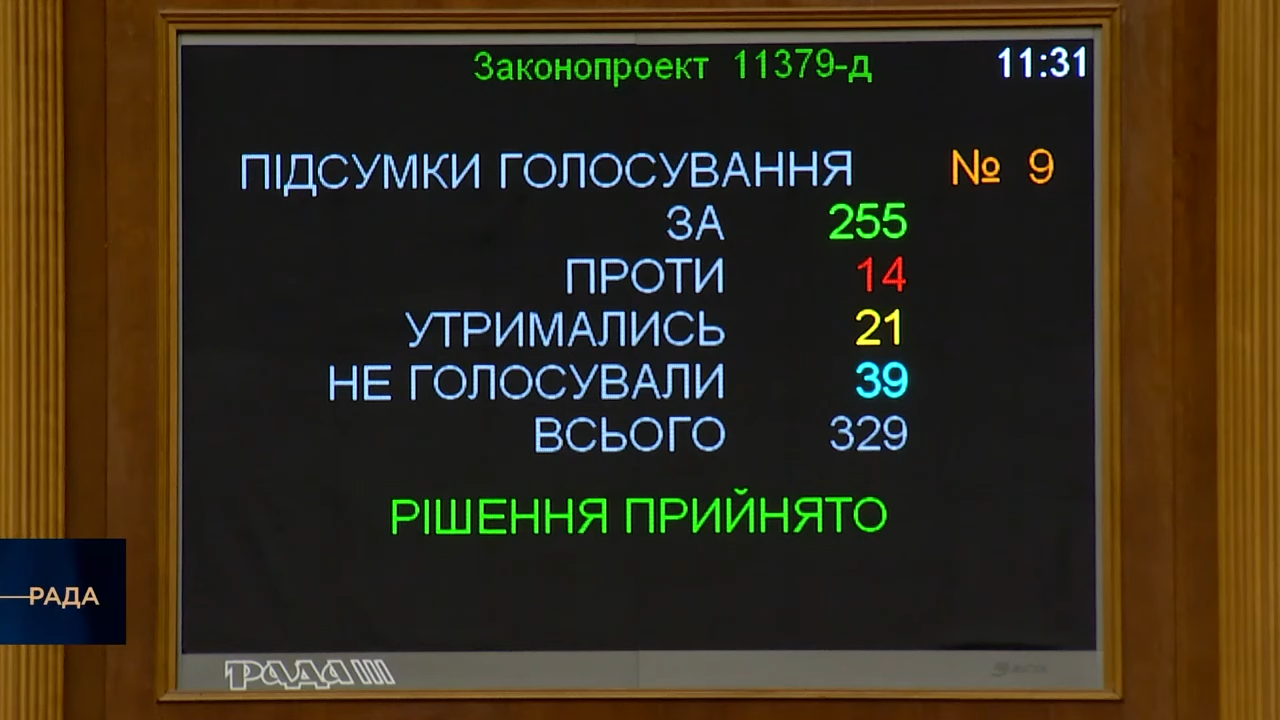 Законопроект 11379-д 11:31
ПІДСУМКИ ГОЛОСУВАННЯ № 9
ЗА 255
ПРОТИ 14
УТРИМАЛИСЬ 21
НЕ ГОЛОСУВАЛИ 39
ВСЬОГО 329
РІШЕННЯ ПРИЙНЯТО
РАДА
РАДА III